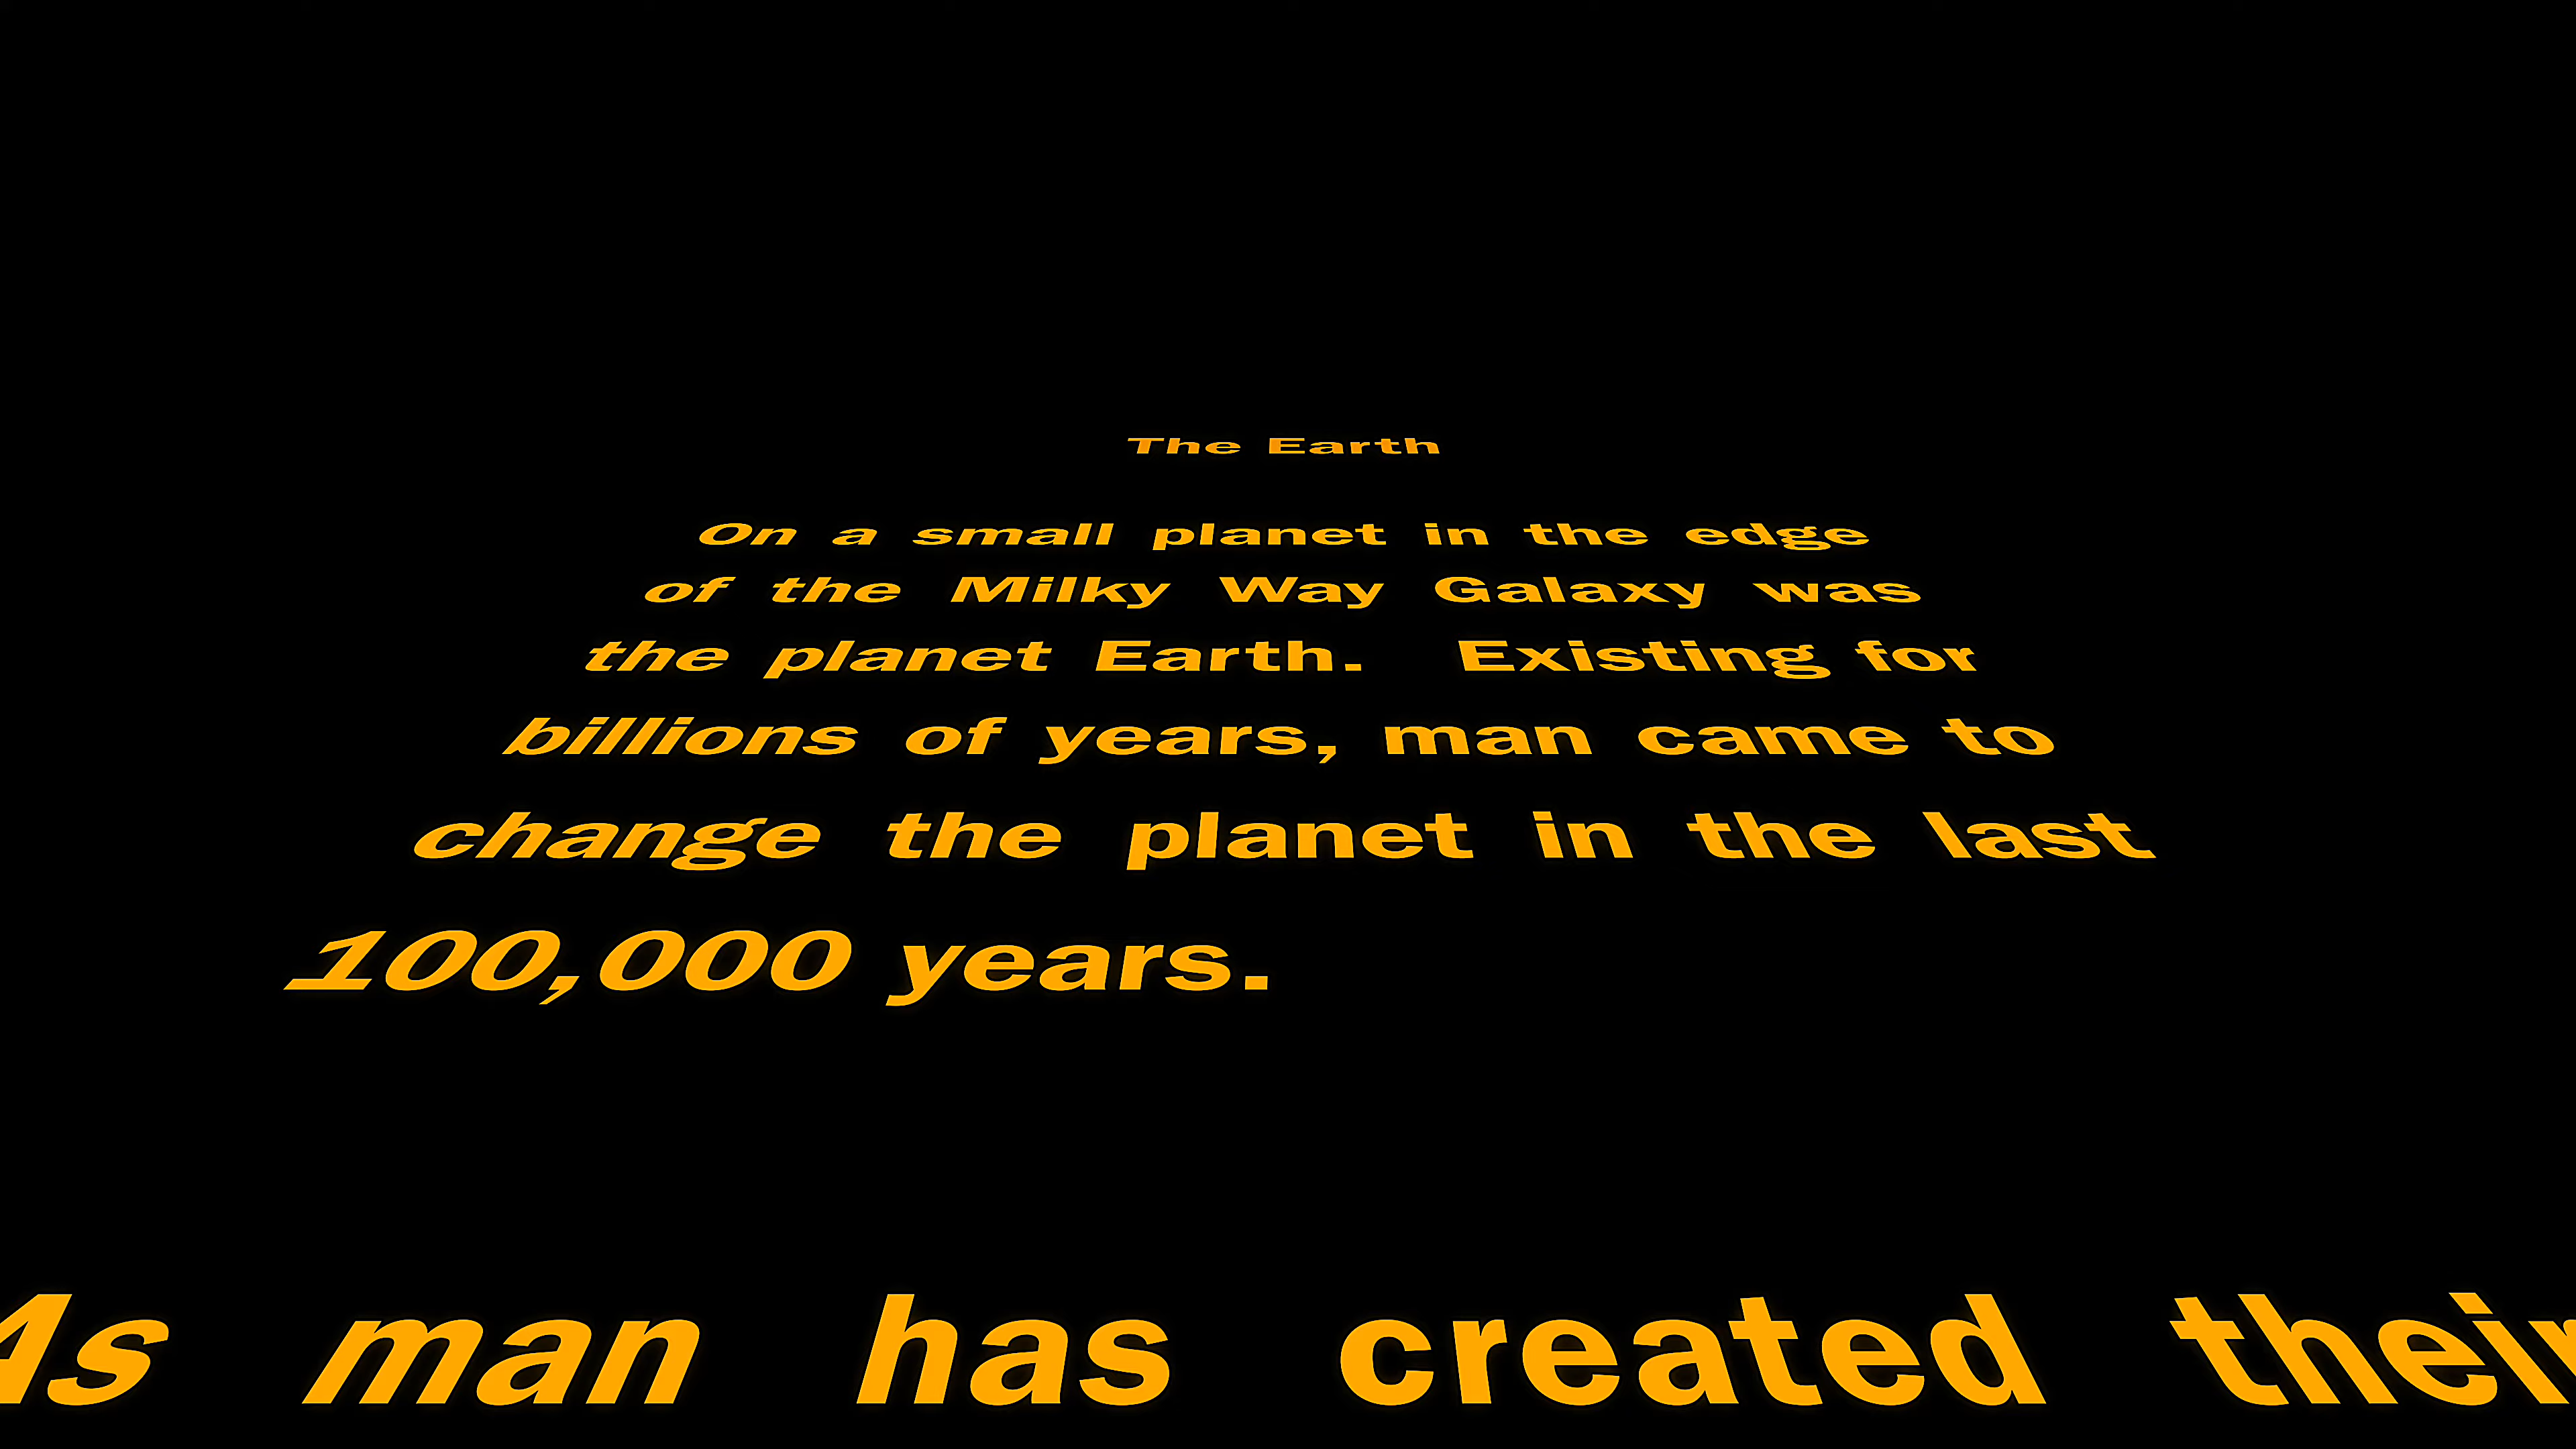 The Earth
On a small planet in the edge
of the Milky Way Galaxy was
the planet Earth.  Existing for
billions of years, man came to
change the planet in the last
100,000 years.
As man has created their